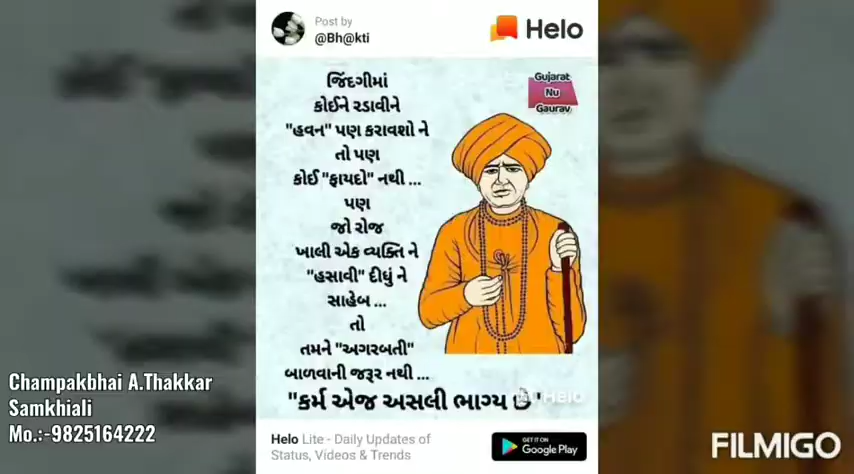 Post by
@Bh@kti
Helo
Gujarat
Nu
Gaurav
જિંદગીમાં
કોઈને રડાવીને
"હવન" પણ કરાવશો ને
તો પણ
કોઈ "ફાયદો" નથી ...
પણ
જો રોજ
ખાલી એક વ્યક્તિ ને
"હસાવી" દીધું ને
સાહેબ ...
તો
તમને "અગરબતી"
બાળવાની જરૂર નથી ...
"કર્મ એજ અસલી ભાગ્ય છે"
Helo
Champakbhai A.Thakkar
Samkhiali
Mo.:-9825164222
Helo Lite - Daily Updates of
Status, Videos & Trends
GET IT ON
Google Play
FILMIGO